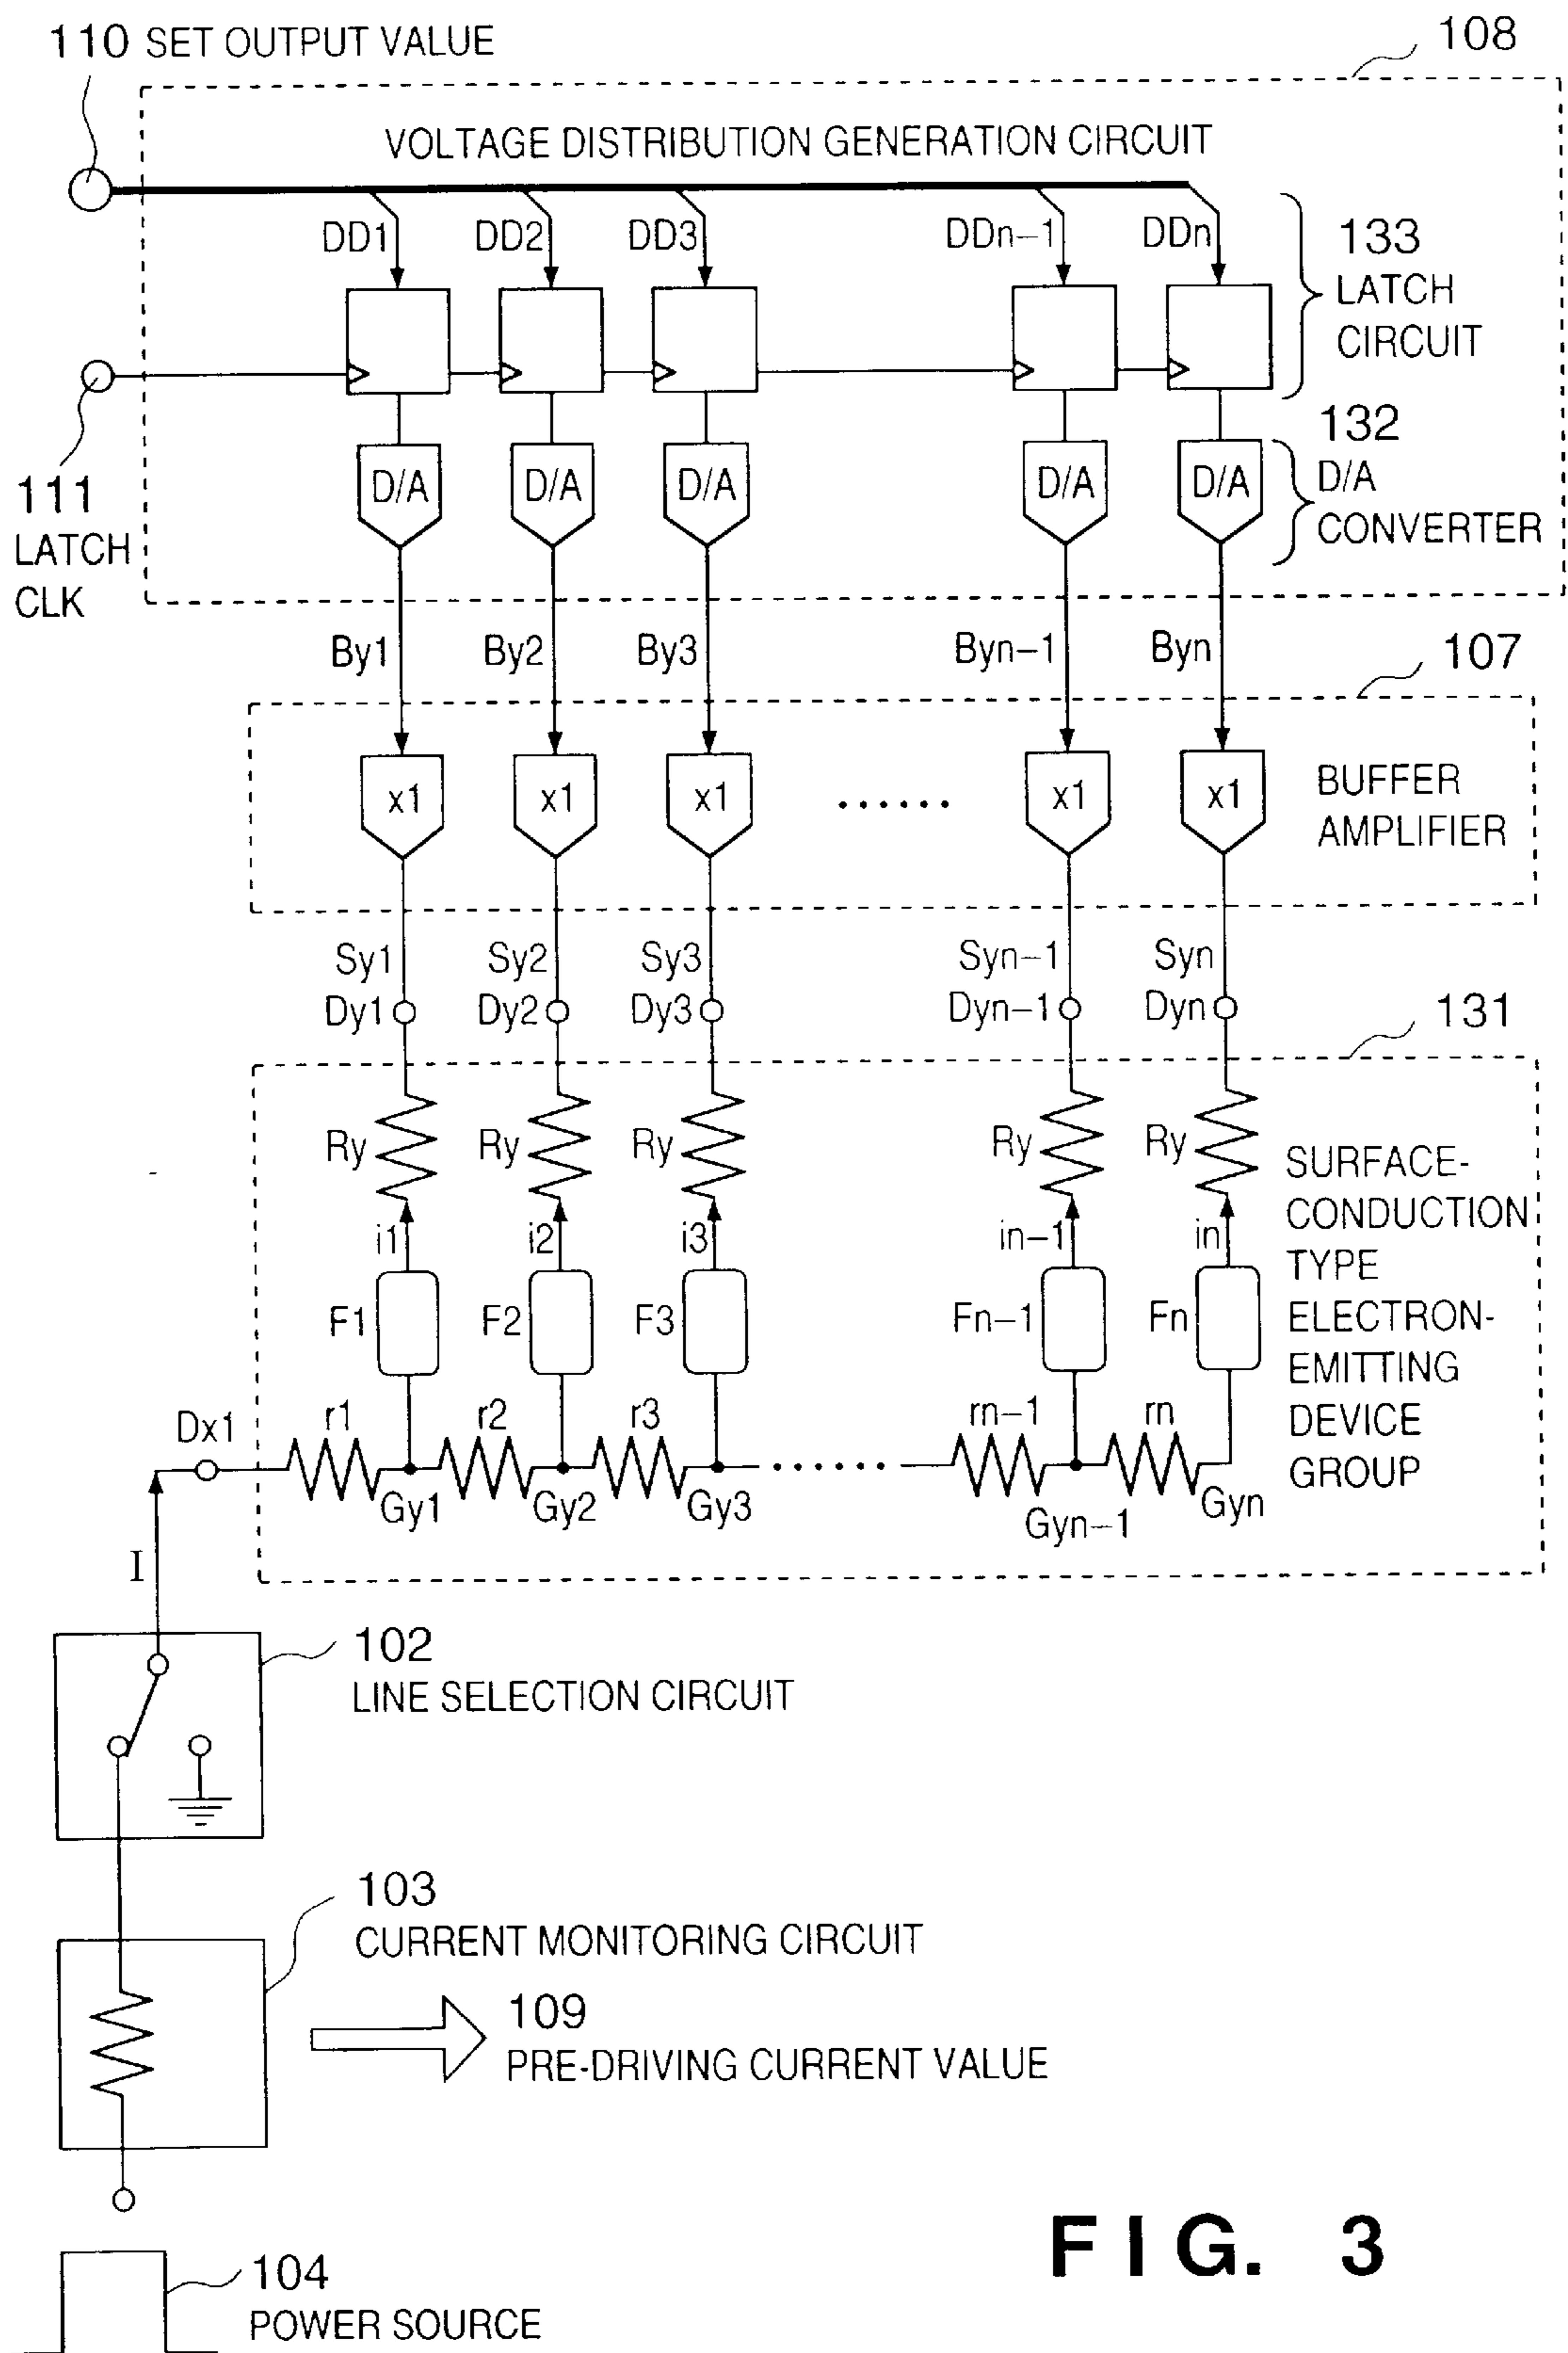 110 SET OUTPUT VALUE
108
VOLTAGE DISTRIBUTION GENERATION CIRCUIT
DD1 DD2 DD3 DDn-1 DDn
133
LATCH
CIRCUIT
111
LATCH
CLK
D/A D/A D/A D/A D/A
132
D/A
CONVERTER
By1 By2 By3 Byn-1 Byn
107
x1 x1 x1 ...... x1 x1
BUFFER
AMPLIFIER
Sy1 Sy2 Sy3 Syn-1 Syn
Dy1 Dy2 Dy3 Dyn-1 Dyn
131
Ry Ry Ry Ry Ry
i1 i2 i3 in-1 in
F1 F2 F3 Fn-1 Fn
SURFACE-
CONDUCTION
TYPE
ELECTRON-
EMITTING
DEVICE
GROUP
Dx1 r1 r2 r3 ...... rn-1 rn
Gy1 Gy2 Gy3 Gyn-1 Gyn
I
102
LINE SELECTION CIRCUIT
103
CURRENT MONITORING CIRCUIT
109
PRE-DRIVING CURRENT VALUE
104
POWER SOURCE
FIG. 3